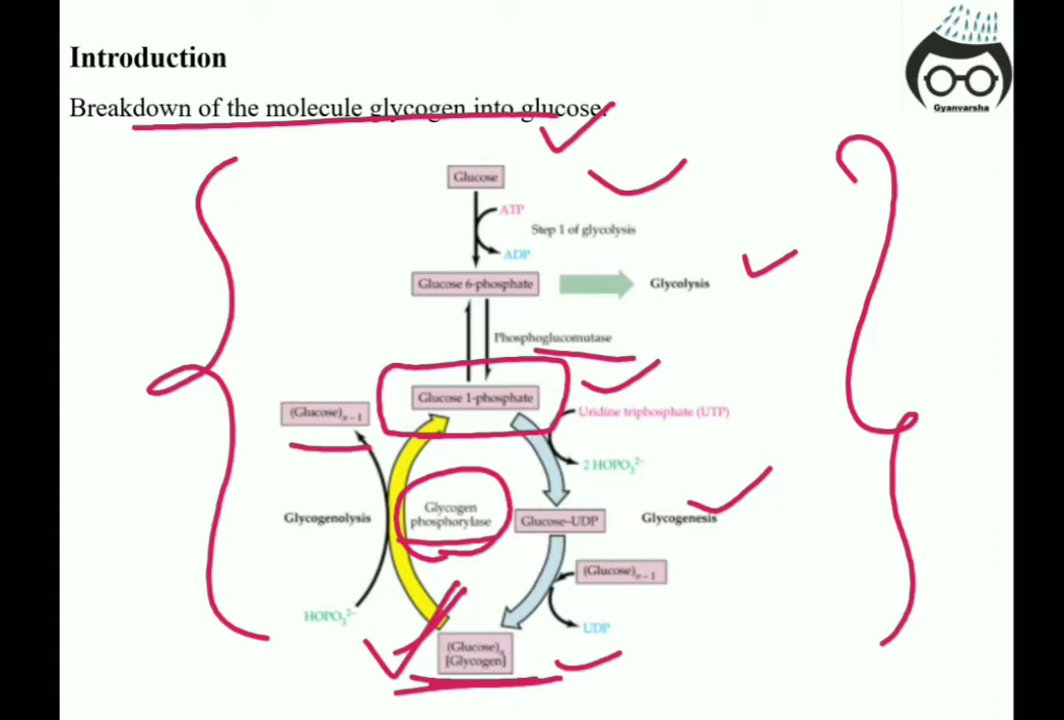 Introduction
Gyanvarsha
Breakdown of the molecule glycogen into glucose.
Glucose
ATP
Step 1 of glycolysis
ADP
Glucose 6-phosphate
Glycolysis
Phosphoglucomutase
Glucose 1-phosphate
(Glucose)n−1
Uridine triphosphate (UTP)
2 HOPO₃²⁻
Glycogenolysis
Glycogen
phosphorylase
Glucose–UDP
Glycogenesis
(Glucose)n−1
HOPO₃²⁻
UDP
(Glucose)n
[Glycogen]